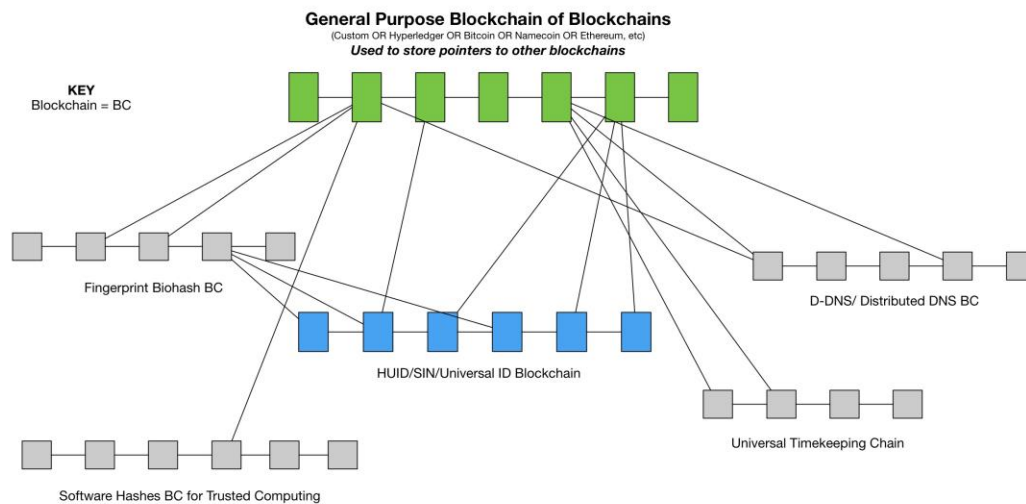 General Purpose Blockchain of Blockchains
(Custom OR Hyperledger OR Bitcoin OR Namecoin OR Ethereum, etc)
Used to store pointers to other blockchains
KEY
Blockchain = BC
Fingerprint Biohash BC
D-DNS/ Distributed DNS BC
HUID/SIN/Universal ID Blockchain
Universal Timekeeping Chain
Software Hashes BC for Trusted Computing